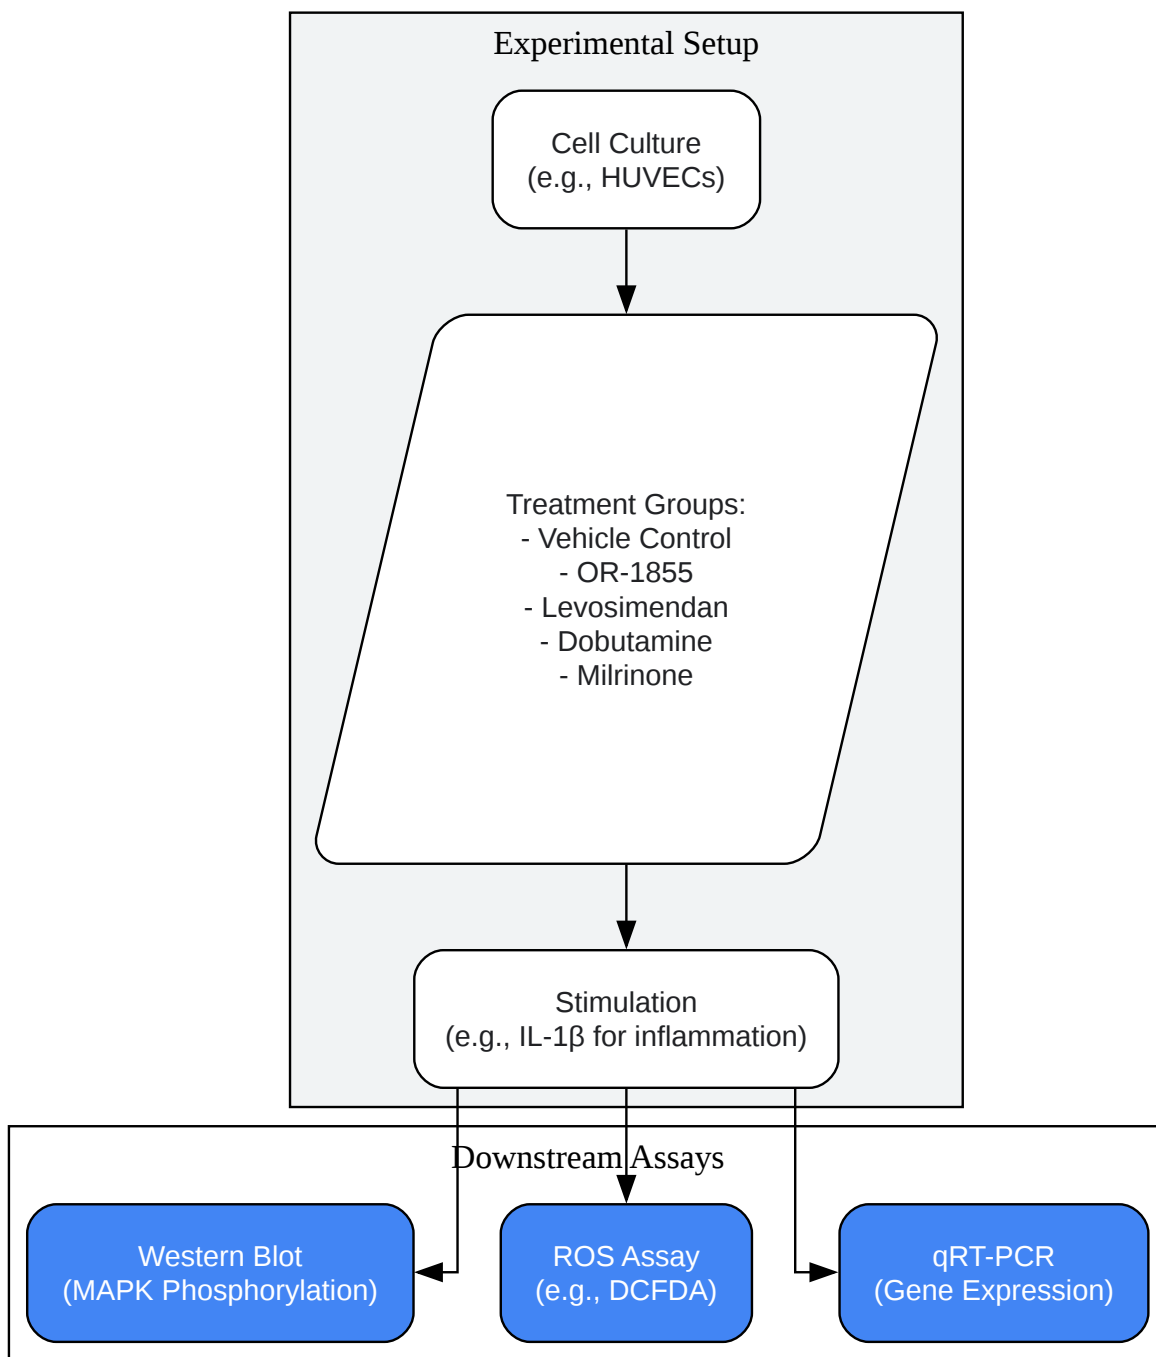 Experimental Setup
Cell Culture
(e.g., HUVECs)
Treatment Groups:
- Vehicle Control
- OR-1855
- Levosimendan
- Dobutamine
- Milrinone
Stimulation
(e.g., IL-1β for inflammation)
Downstream Assays
Western Blot
(MAPK Phosphorylation)
ROS Assay
(e.g., DCFDA)
qRT-PCR
(Gene Expression)